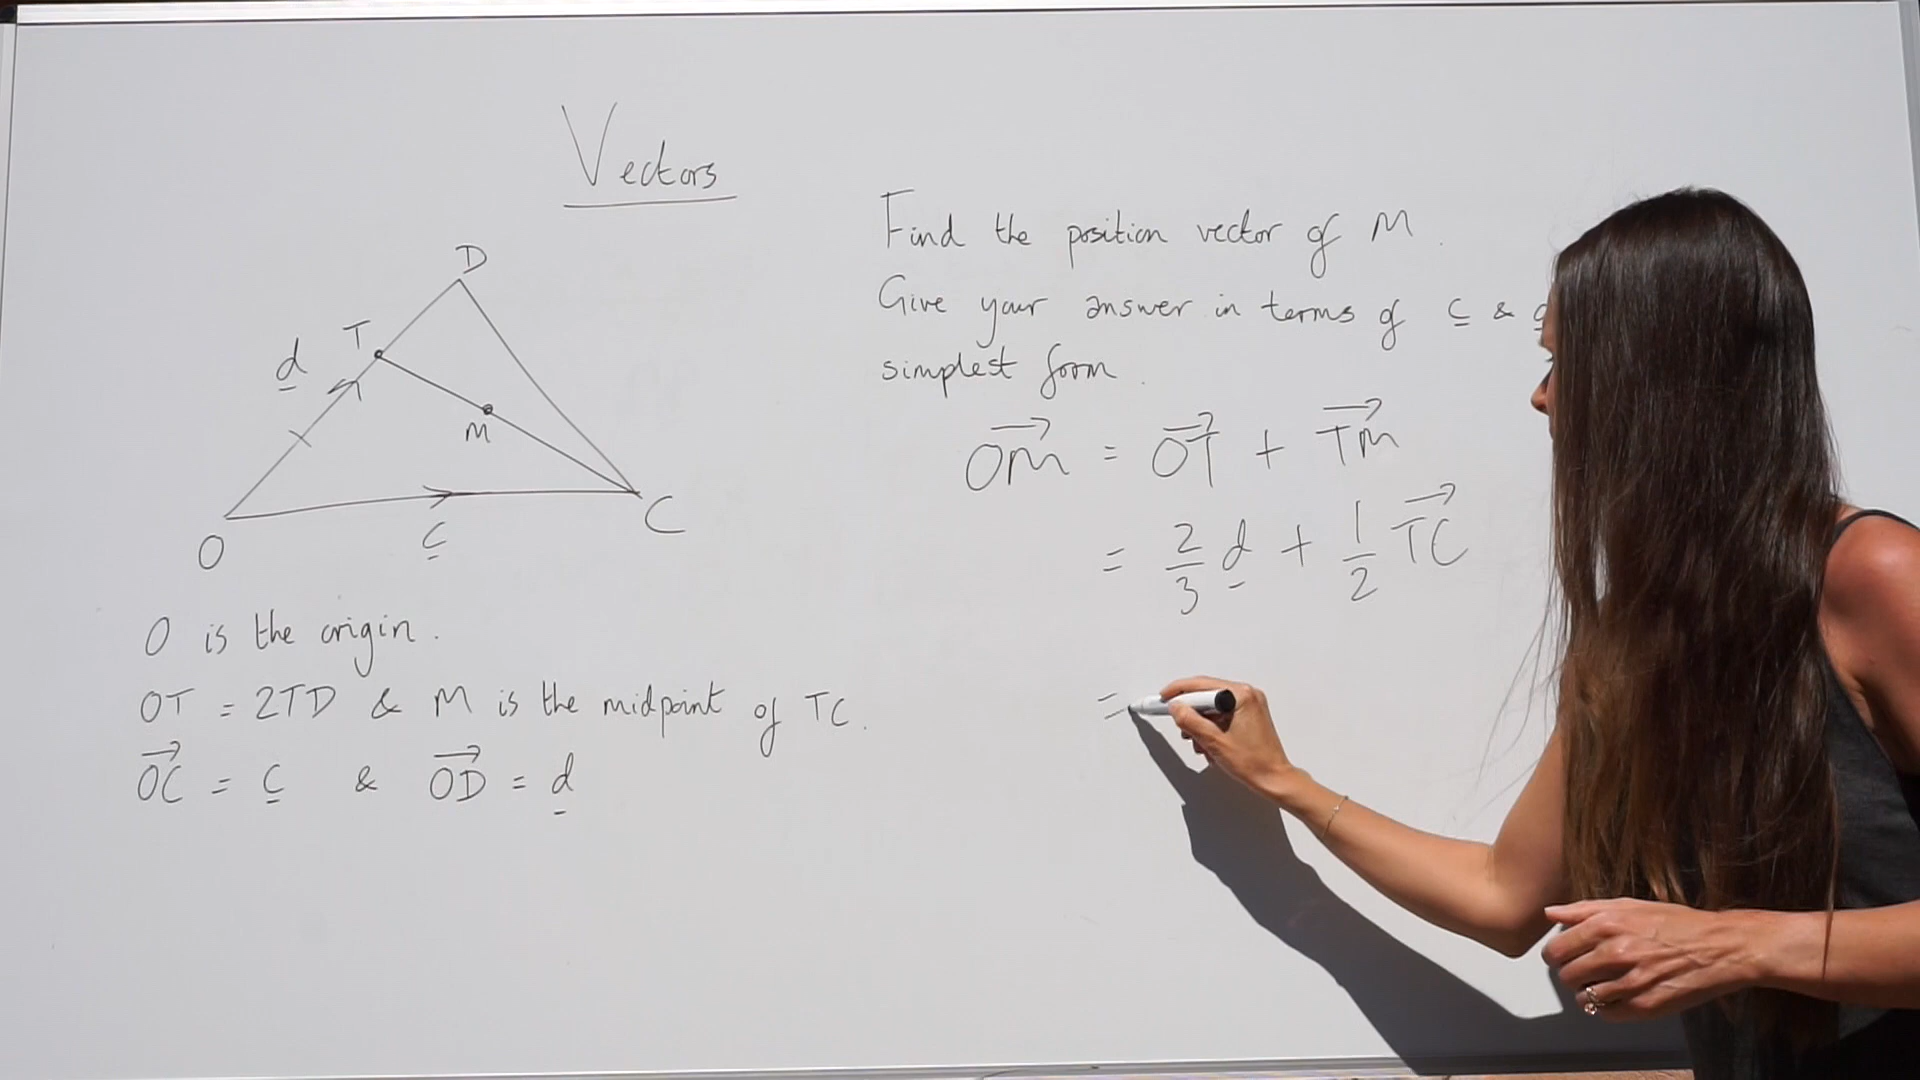 Vectors
D
T
d
M
C
O
c
O is the origin.
OT = 2TD & M is the midpoint of TC.
OC = c & OD = d
Find the position vector of M.
Give your answer in terms of c &
simplest form.
OM = OT + TM
= 2/3 d + 1/2 TC
=